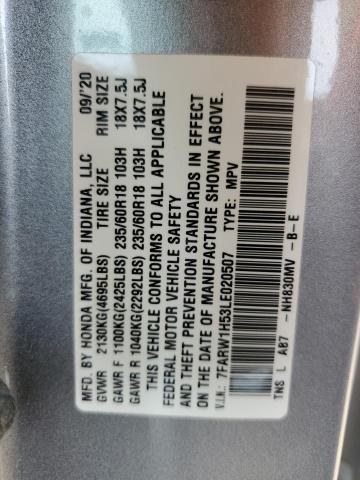 MFD. BY HONDA MFG. OF INDIANA, LLC 09/'20
GVWR 2130KG(4695LBS) TIRE SIZE RIM SIZE
GAWR F 1100KG(2425LBS) 235/60R18 103H 18X7.5J
GAWR R 1040KG(2292LBS) 235/60R18 103H 18X7.5J
THIS VEHICLE CONFORMS TO ALL APPLICABLE
FEDERAL MOTOR VEHICLE SAFETY
AND THEFT PREVENTION STANDARDS IN EFFECT
ON THE DATE OF MANUFACTURE SHOWN ABOVE.
V.I.N.: 7FARW1H53LE020507 TYPE: MPV
TNS L AB7 -NH830MV -B-E